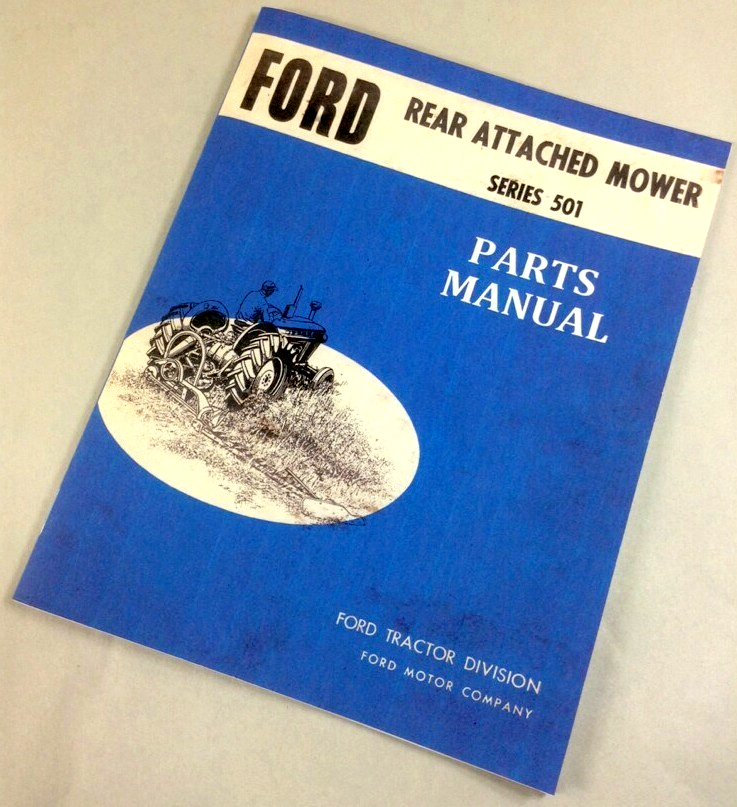 FORD REAR ATTACHED MOWER
SERIES 501
PARTS
MANUAL
FORD TRACTOR DIVISION
FORD MOTOR COMPANY